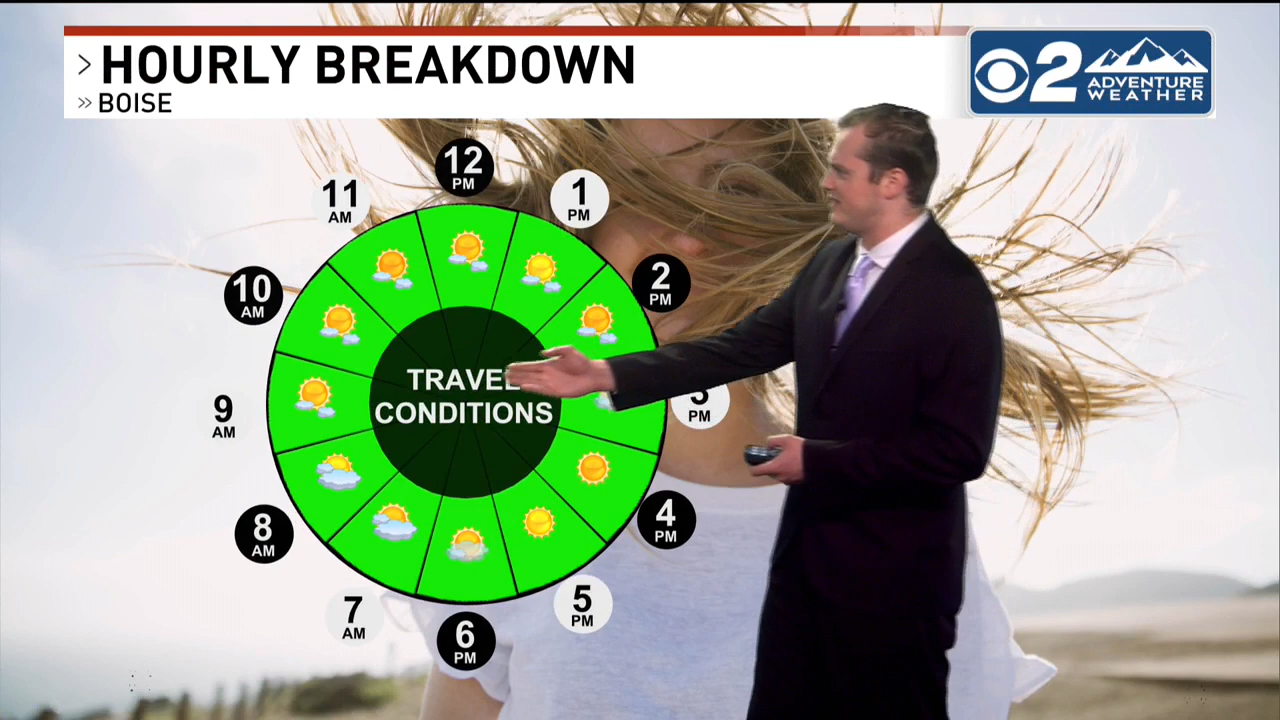 > HOURLY BREAKDOWN
» BOISE
2 ADVENTURE
WEATHER
12
PM
11
AM
1
PM
10
AM
2
PM
TRAVEL
CONDITIONS
9
AM
3
PM
8
AM
4
PM
7
AM
5
PM
6
PM